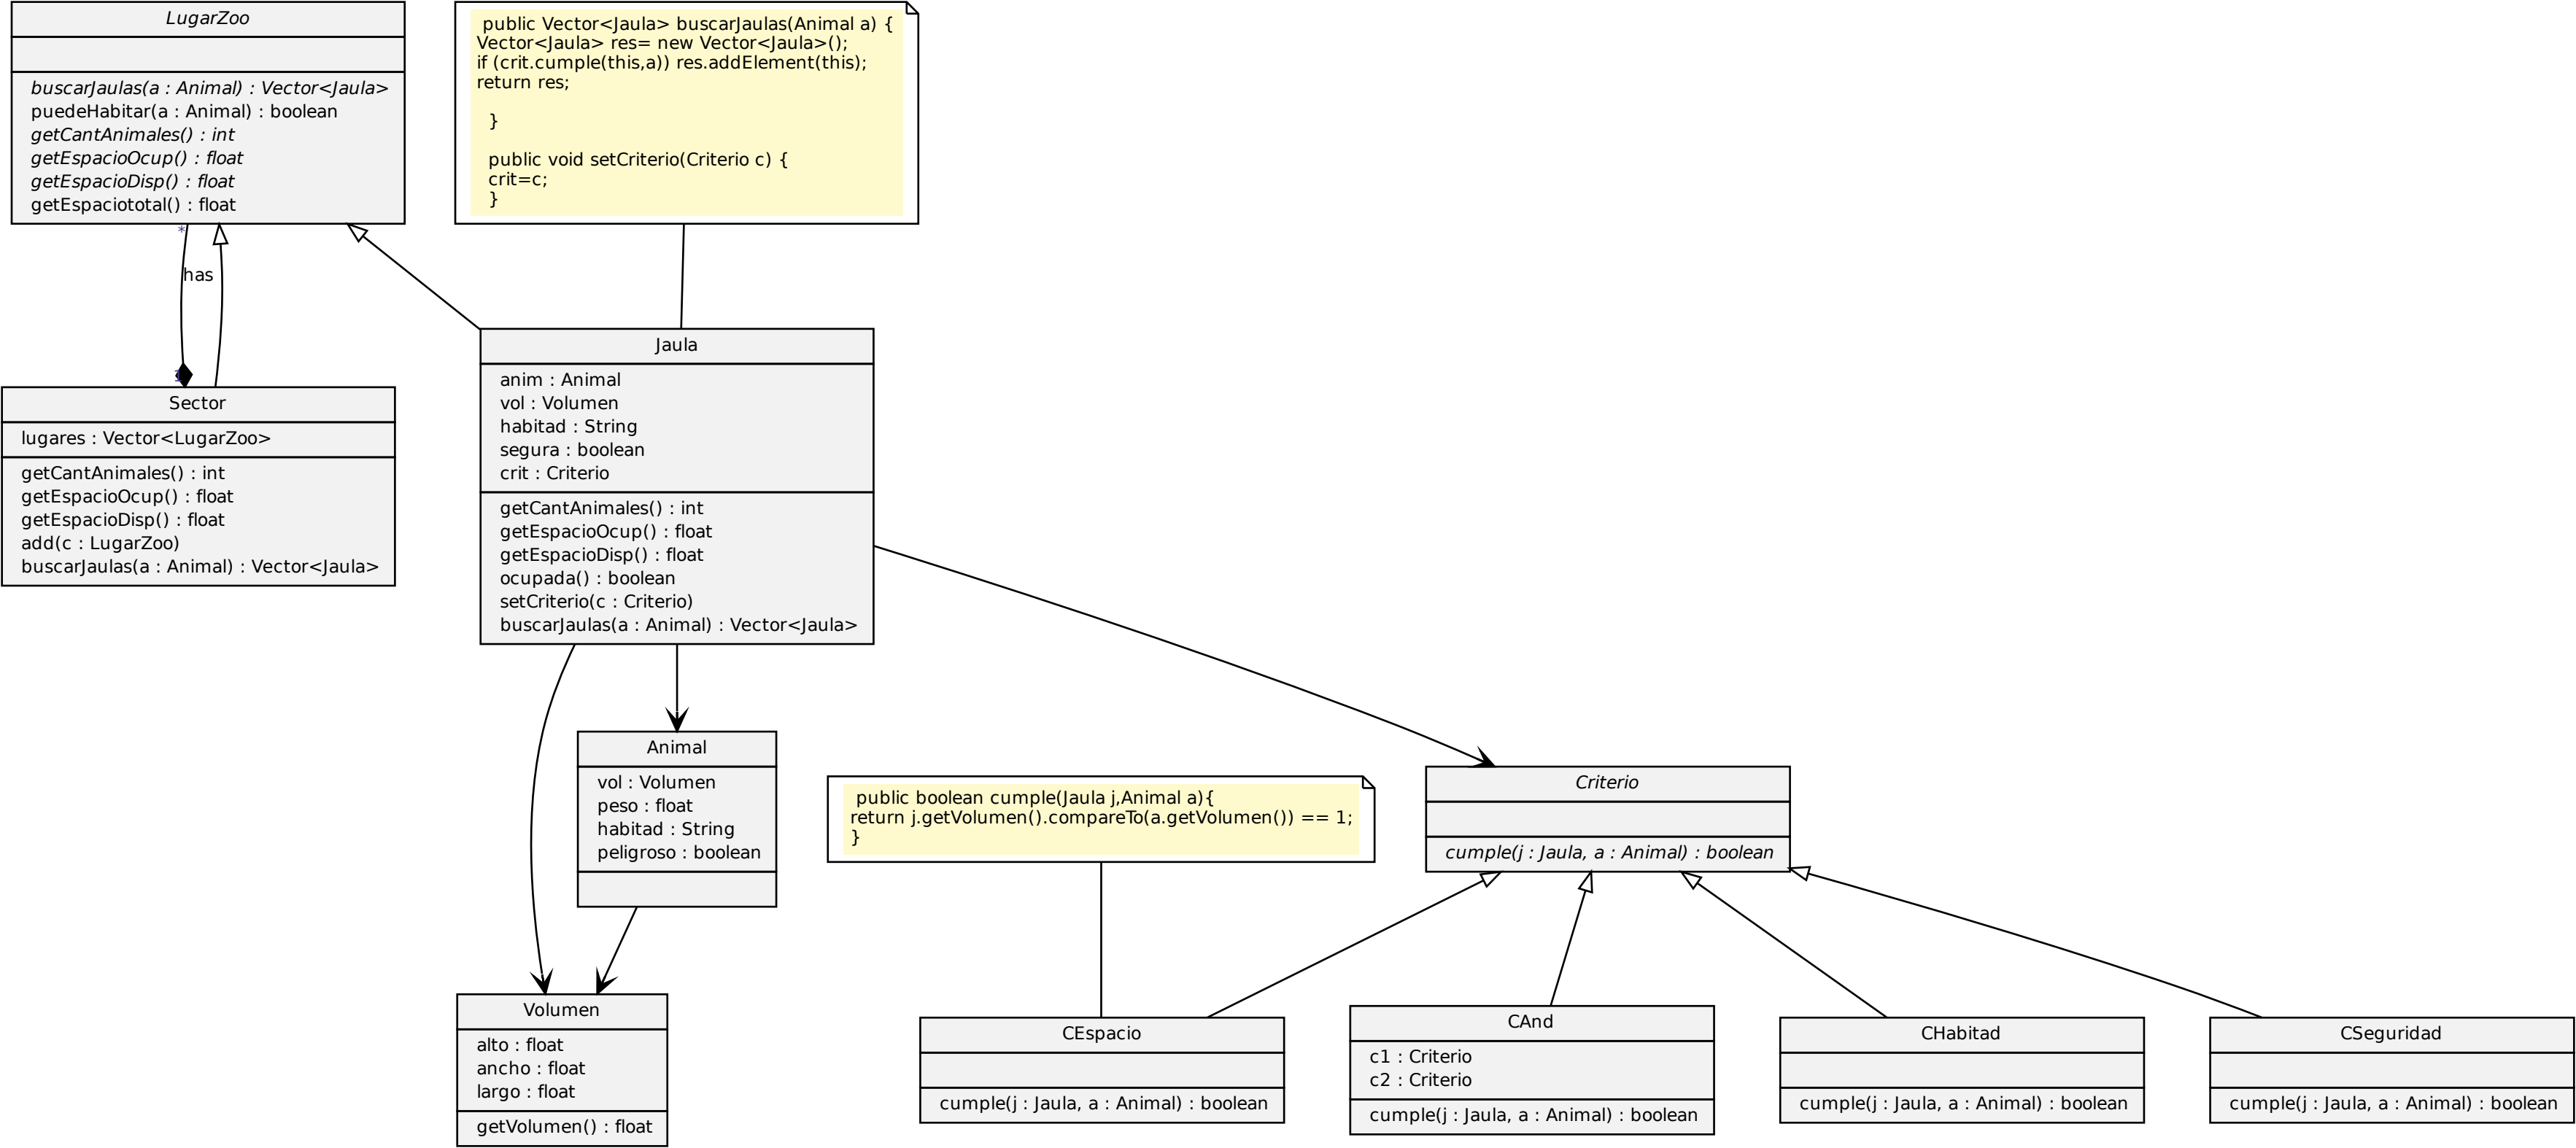 LugarZoo
buscarJaulas(a : Animal) : Vector<Jaula>
puedeHabitar(a : Animal) : boolean
getCantAnimales() : int
getEspacioOcup() : float
getEspacioDisp() : float
getEspaciototal() : float
public Vector<Jaula> buscarJaulas(Animal a) {
Vector<Jaula> res= new Vector<Jaula>();
if (crit.cumple(this,a)) res.addElement(this);
return res;
}
public void setCriterio(Criterio c) {
crit=c;
}
*
has
Sector
lugares : Vector<LugarZoo>
getCantAnimales() : int
getEspacioOcup() : float
getEspacioDisp() : float
add(c : LugarZoo)
buscarJaulas(a : Animal) : Vector<Jaula>
Jaula
anim : Animal
vol : Volumen
habitad : String
segura : boolean
crit : Criterio
getCantAnimales() : int
getEspacioOcup() : float
getEspacioDisp() : float
ocupada() : boolean
setCriterio(c : Criterio)
buscarJaulas(a : Animal) : Vector<Jaula>
Animal
vol : Volumen
peso : float
habitad : String
peligroso : boolean
public boolean cumple(Jaula j,Animal a){
return j.getVolumen().compareTo(a.getVolumen()) == 1;
}
Criterio
cumple(j : Jaula, a : Animal) : boolean
Volumen
alto : float
ancho : float
largo : float
getVolumen() : float
CEspacio
cumple(j : Jaula, a : Animal) : boolean
CAnd
c1 : Criterio
c2 : Criterio
cumple(j : Jaula, a : Animal) : boolean
CHabitad
cumple(j : Jaula, a : Animal) : boolean
CSeguridad
cumple(j : Jaula, a : Animal) : boolean